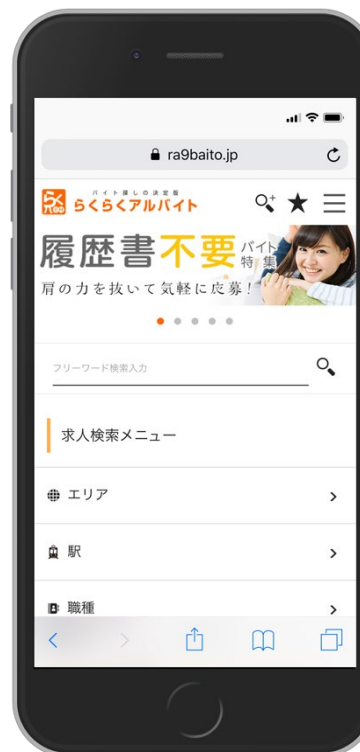 ra9baito.jp
らく
バイト探しの決定版
らくらくアルバイト
履歴書不要バイト特集
肩の力を抜いて気軽に応募!
フリーワード検索入力
求人検索メニュー
エリア
駅
職種